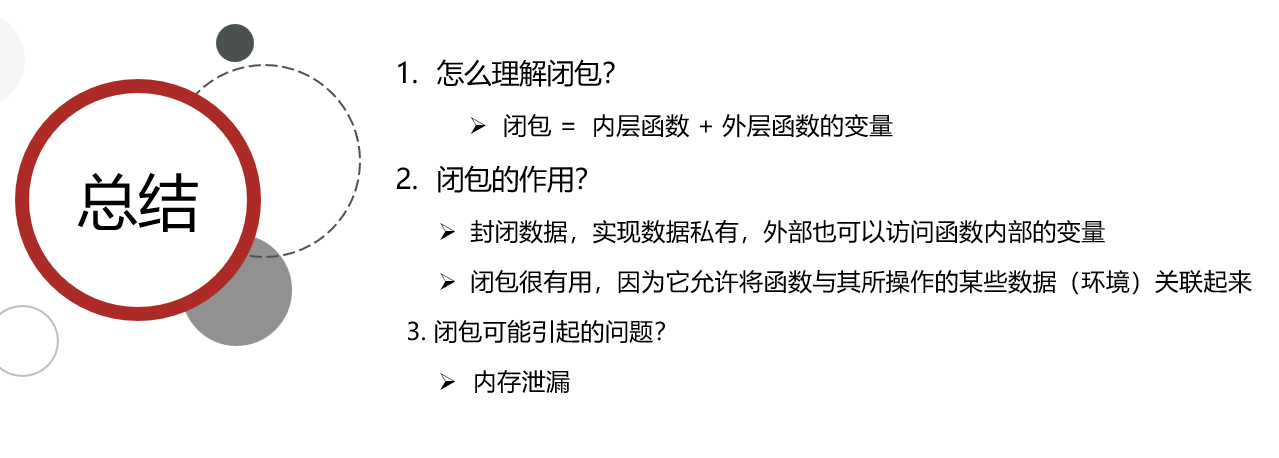 总结
1. 怎么理解闭包？
➢ 闭包 = 内层函数 + 外层函数的变量
2. 闭包的作用？
➢ 封闭数据，实现数据私有，外部也可以访问函数内部的变量
➢ 闭包很有用，因为它允许将函数与其所操作的某些数据（环境）关联起来
3. 闭包可能引起的问题？
➢ 内存泄漏